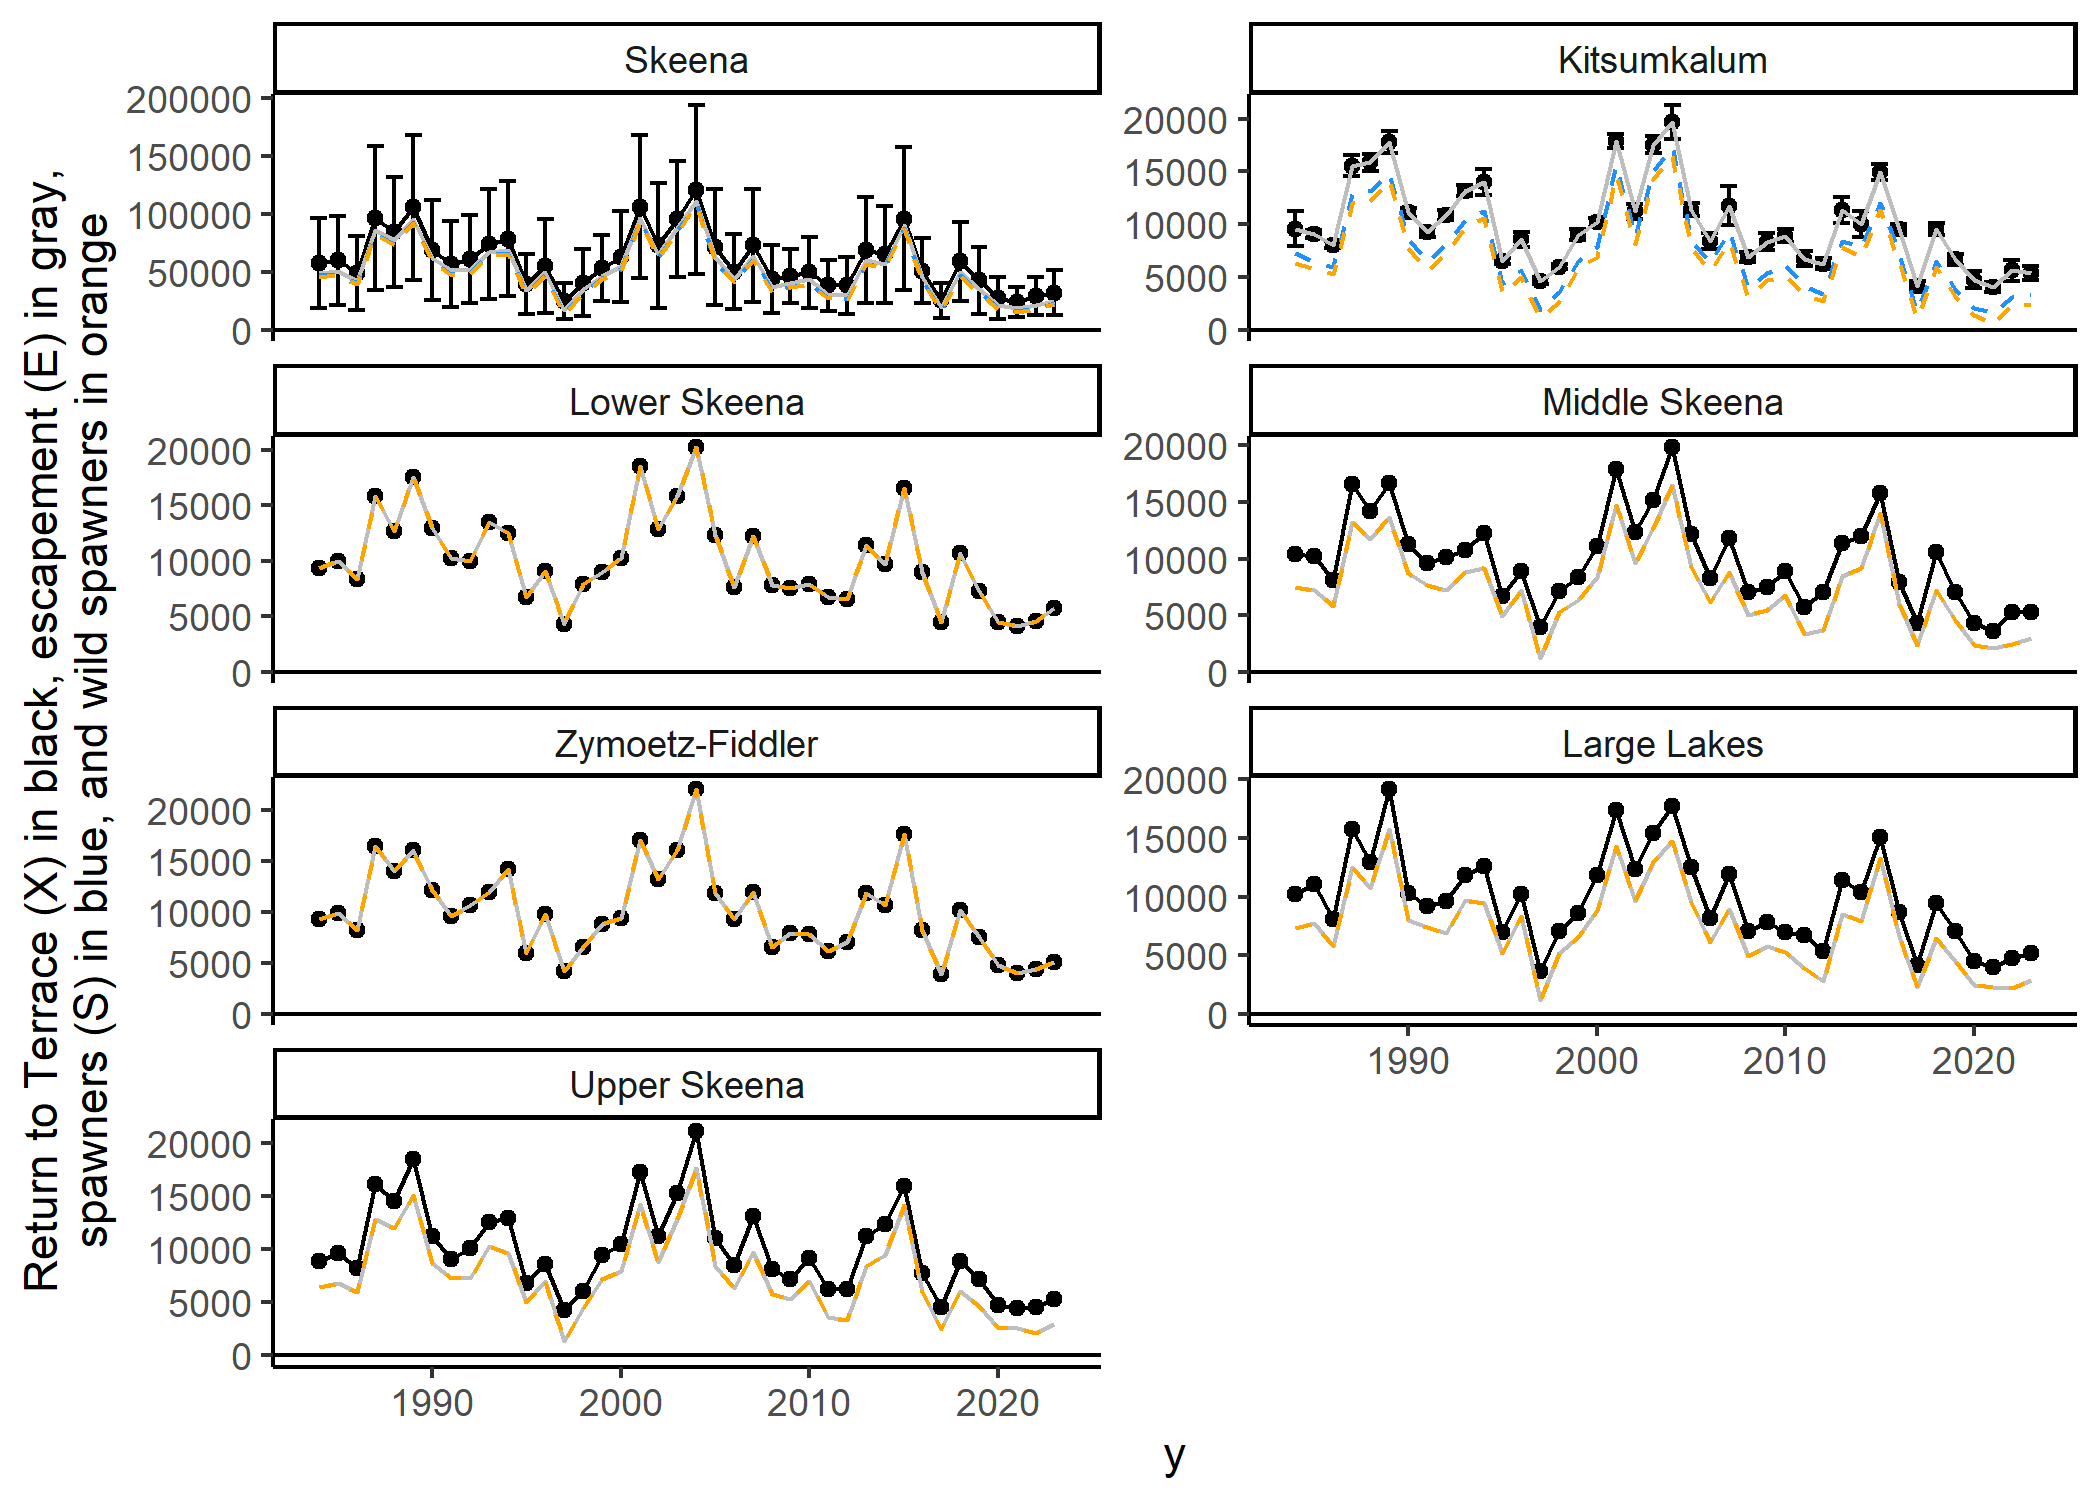 Return to Terrace (X) in black, escapement (E) in gray,
spawners (S) in blue, and wild spawners in orange
Skeena
200000
150000
100000
50000
0
Kitsumkalum
20000
15000
10000
5000
0
Lower Skeena
20000
15000
10000
5000
0
Middle Skeena
20000
15000
10000
5000
0
Zymoetz-Fiddler
20000
15000
10000
5000
0
Large Lakes
20000
15000
10000
5000
0
1990 2000 2010 2020
Upper Skeena
20000
15000
10000
5000
0
1990 2000 2010 2020
y